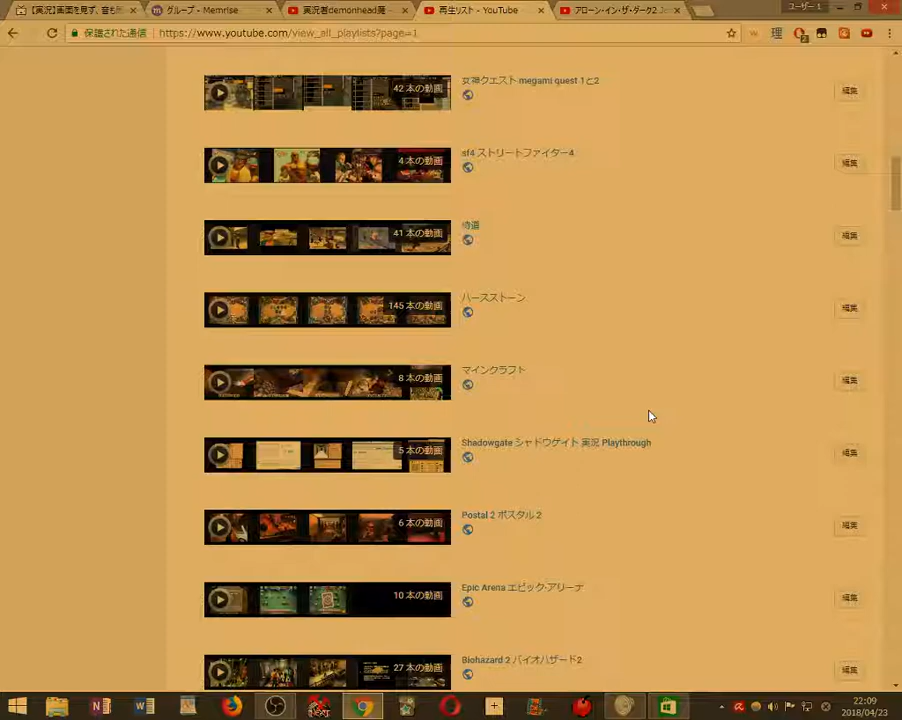 【実況】画面を見ず、音も
グループ - Memrise
実況者demonhead魔 -
再生リスト - YouTube
アローン・イン・ザ・ダーク2
ユーザー 1
保護された通信
https://www.youtube.com/view_all_playlists?page=1
42 本の動画
女神クエスト megami quest 1と2
編集
4 本の動画
sf4 ストリートファイター4
編集
41 本の動画
侍道
編集
145 本の動画
ハースストーン
編集
8 本の動画
マインクラフト
編集
5 本の動画
Shadowgate シャドウゲイト 実況 Playthrough
編集
6 本の動画
Postal 2 ポスタル 2
編集
10 本の動画
Epic Arena エピック・アリーナ
編集
27 本の動画
Biohazard 2 バイオハザード2
編集
22:09
2018/04/23